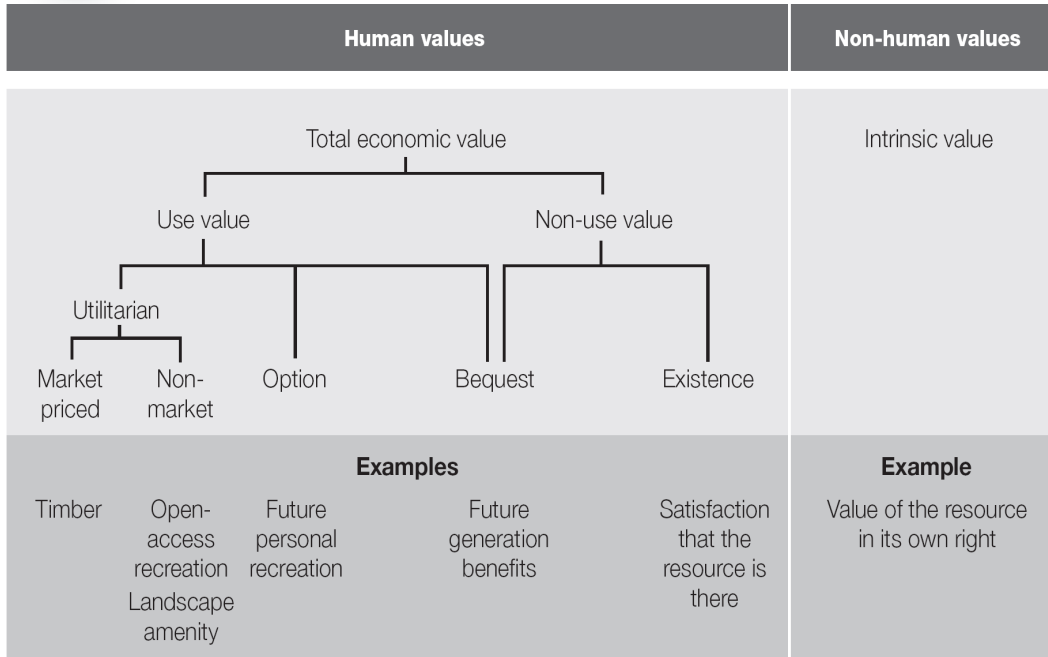 Human values
Non-human values
Total economic value
Intrinsic value
Use value
Non-use value
Utilitarian
Market
priced
Non-
market
Option
Bequest
Existence
Examples
Example
Timber
Open-
access
recreation
Landscape
amenity
Future
personal
recreation
Future
generation
benefits
Satisfaction
that the
resource is
there
Value of the resource
in its own right